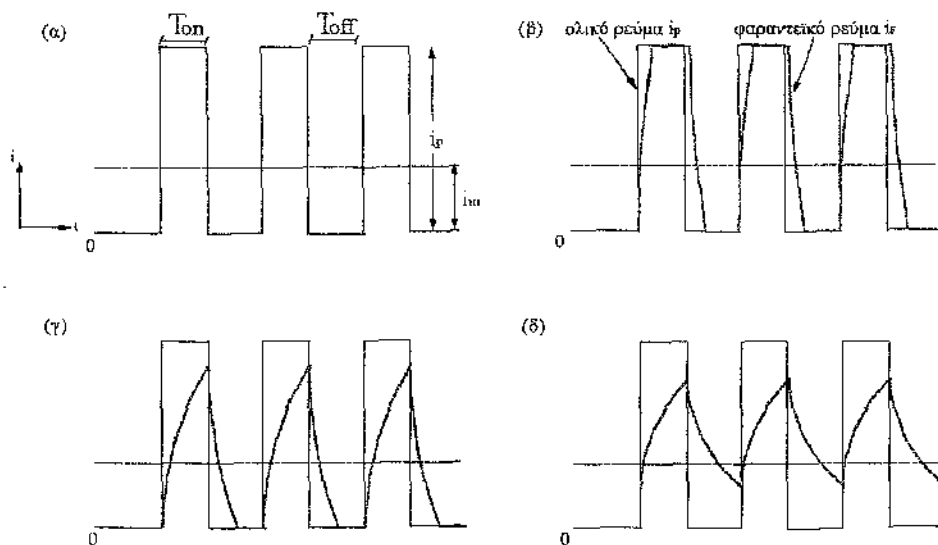 (α)
Ton
Toff
ip
im
i
t
0
(β)
ολικό ρεύμα ip
φαραντεϊκό ρεύμα iF
0
(γ)
0
(δ)
0